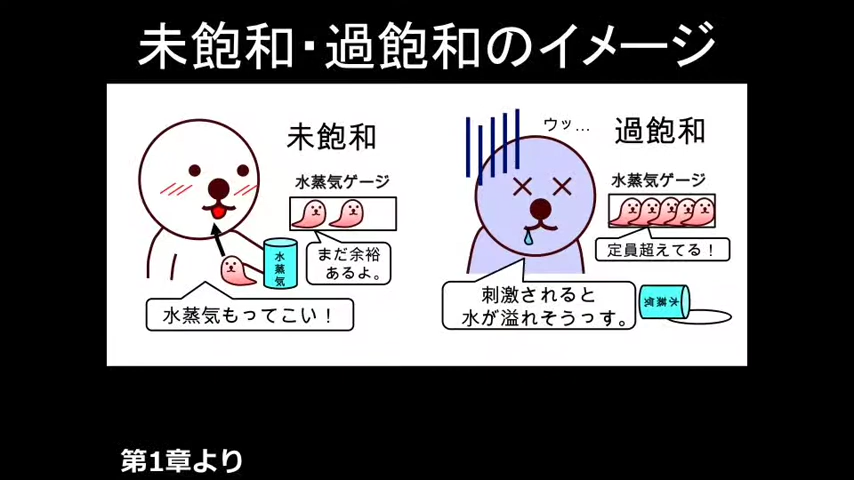 未飽和・過飽和のイメージ
未飽和
水蒸気ゲージ
まだ余裕
あるよ。
水蒸気
水蒸気もってこい！
ウッ…
過飽和
水蒸気ゲージ
定員超えてる！
刺激されると
水が溢れそうっす。
水蒸気
第1章より